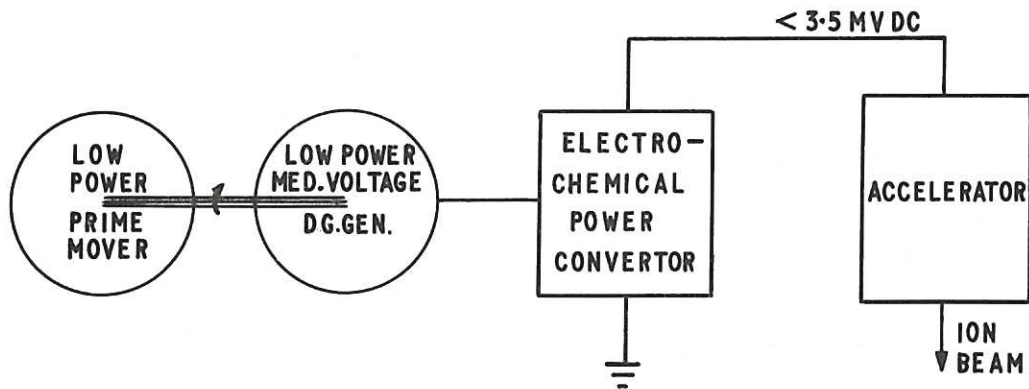 LOW
POWER
PRIME
MOVER
LOW POWER
MED. VOLTAGE
D.G.GEN.
ELECTRO-
CHEMICAL
POWER
CONVERTOR
< 3·5 MV DC
ACCELERATOR
ION
BEAM